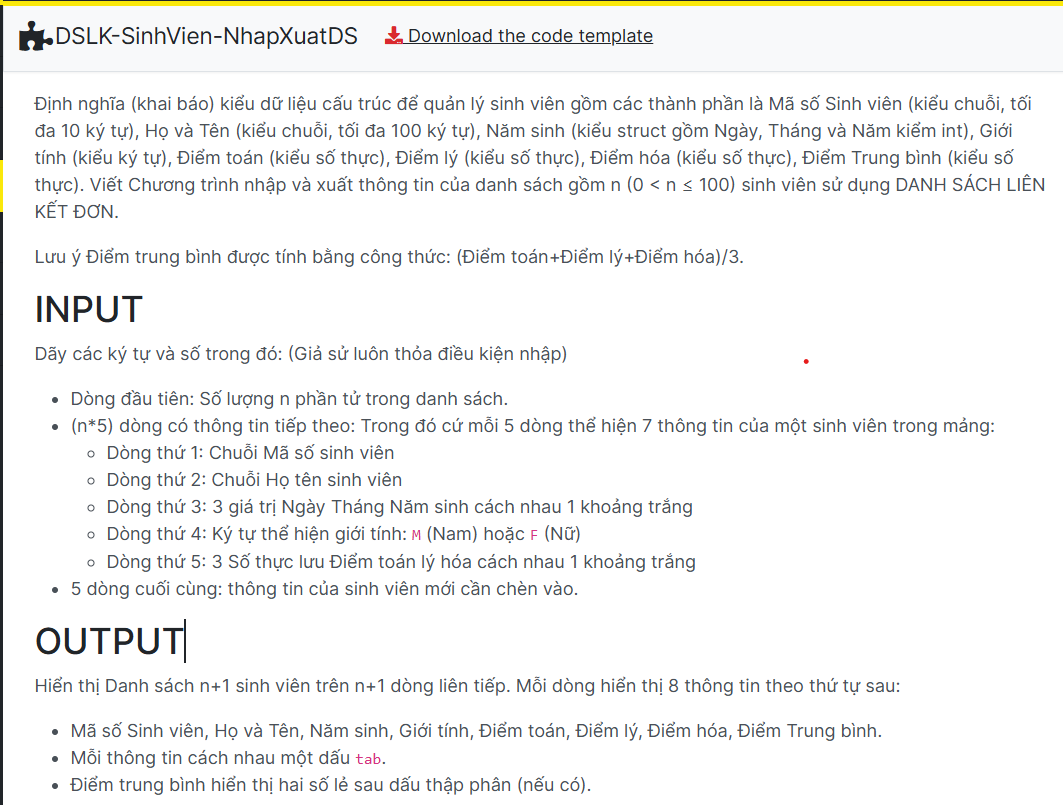 DSLK-SinhVien-NhapXuatDS Download the code template
Định nghĩa (khai báo) kiểu dữ liệu cấu trúc để quản lý sinh viên gồm các thành phần là Mã số Sinh viên (kiểu chuỗi, tối
đa 10 ký tự), Họ và Tên (kiểu chuỗi, tối đa 100 ký tự), Năm sinh (kiểu struct gồm Ngày, Tháng và Năm kiểm int), Giới
tính (kiểu ký tự), Điểm toán (kiểu số thực), Điểm lý (kiểu số thực), Điểm hóa (kiểu số thực), Điểm Trung bình (kiểu số
thực). Viết Chương trình nhập và xuất thông tin của danh sách gồm n (0 < n ≤ 100) sinh viên sử dụng DANH SÁCH LIÊN
KẾT ĐƠN.
Lưu ý Điểm trung bình được tính bằng công thức: (Điểm toán+Điểm lý+Điểm hóa)/3.
INPUT
Dãy các ký tự và số trong đó: (Giả sử luôn thỏa điều kiện nhập)
• Dòng đầu tiên: Số lượng n phần tử trong danh sách.
• (n*5) dòng có thông tin tiếp theo: Trong đó cứ mỗi 5 dòng thể hiện 7 thông tin của một sinh viên trong mảng:
◦ Dòng thứ 1: Chuỗi Mã số sinh viên
◦ Dòng thứ 2: Chuỗi Họ tên sinh viên
◦ Dòng thứ 3: 3 giá trị Ngày Tháng Năm sinh cách nhau 1 khoảng trắng
◦ Dòng thứ 4: Ký tự thể hiện giới tính: M (Nam) hoặc F (Nữ)
◦ Dòng thứ 5: 3 Số thực lưu Điểm toán lý hóa cách nhau 1 khoảng trắng
• 5 dòng cuối cùng: thông tin của sinh viên mới cần chèn vào.
OUTPUT
Hiển thị Danh sách n+1 sinh viên trên n+1 dòng liên tiếp. Mỗi dòng hiển thị 8 thông tin theo thứ tự sau:
• Mã số Sinh viên, Họ và Tên, Năm sinh, Giới tính, Điểm toán, Điểm lý, Điểm hóa, Điểm Trung bình.
• Mỗi thông tin cách nhau một dấu tab.
• Điểm trung bình hiển thị hai số lẻ sau dấu thập phân (nếu có).